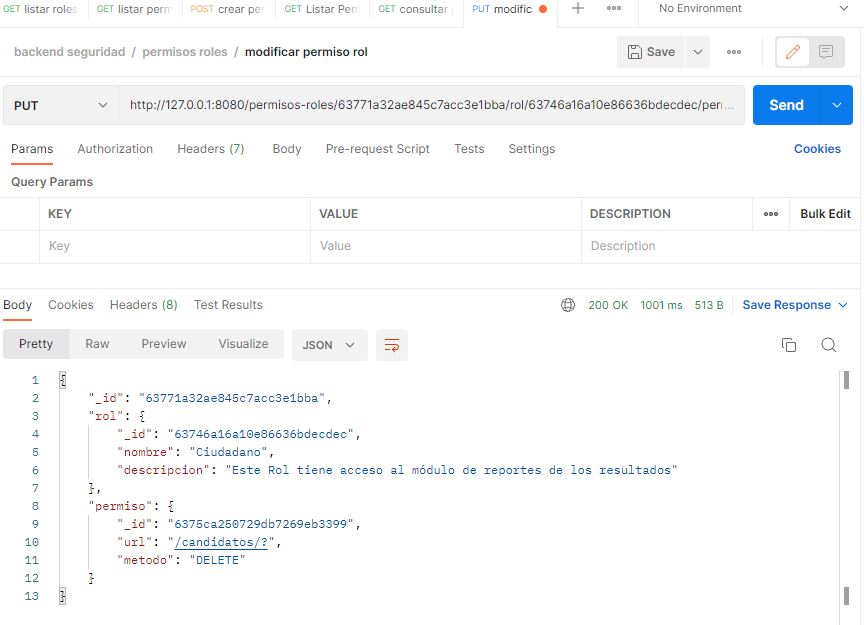 GET listar roles GET listar perm POST crear per GET Listar Perr GET consultar PUT modific No Environment
backend seguridad / permisos roles / modificar permiso rol Save
PUT http://127.0.0.1:8080/permisos-roles/63771a32ae845c7acc3e1bba/rol/63746a16a10e86636bdecdec/per... Send
Params Authorization Headers (7) Body Pre-request Script Tests Settings Cookies
Query Params
KEY VALUE DESCRIPTION Bulk Edit
Key Value Description
Body Cookies Headers (8) Test Results 200 OK 1001 ms 513 B Save Response
Pretty Raw Preview Visualize JSON
1 {
2 "_id": "63771a32ae845c7acc3e1bba",
3 "rol": {
4 "_id": "63746a16a10e86636bdecdec",
5 "nombre": "Ciudadano",
6 "descripcion": "Este Rol tiene acceso al módulo de reportes de los resultados"
7 },
8 "permiso": {
9 "_id": "6375ca250729db7269eb3399",
10 "url": "/candidatos/?",
11 "metodo": "DELETE"
12 }
13 }